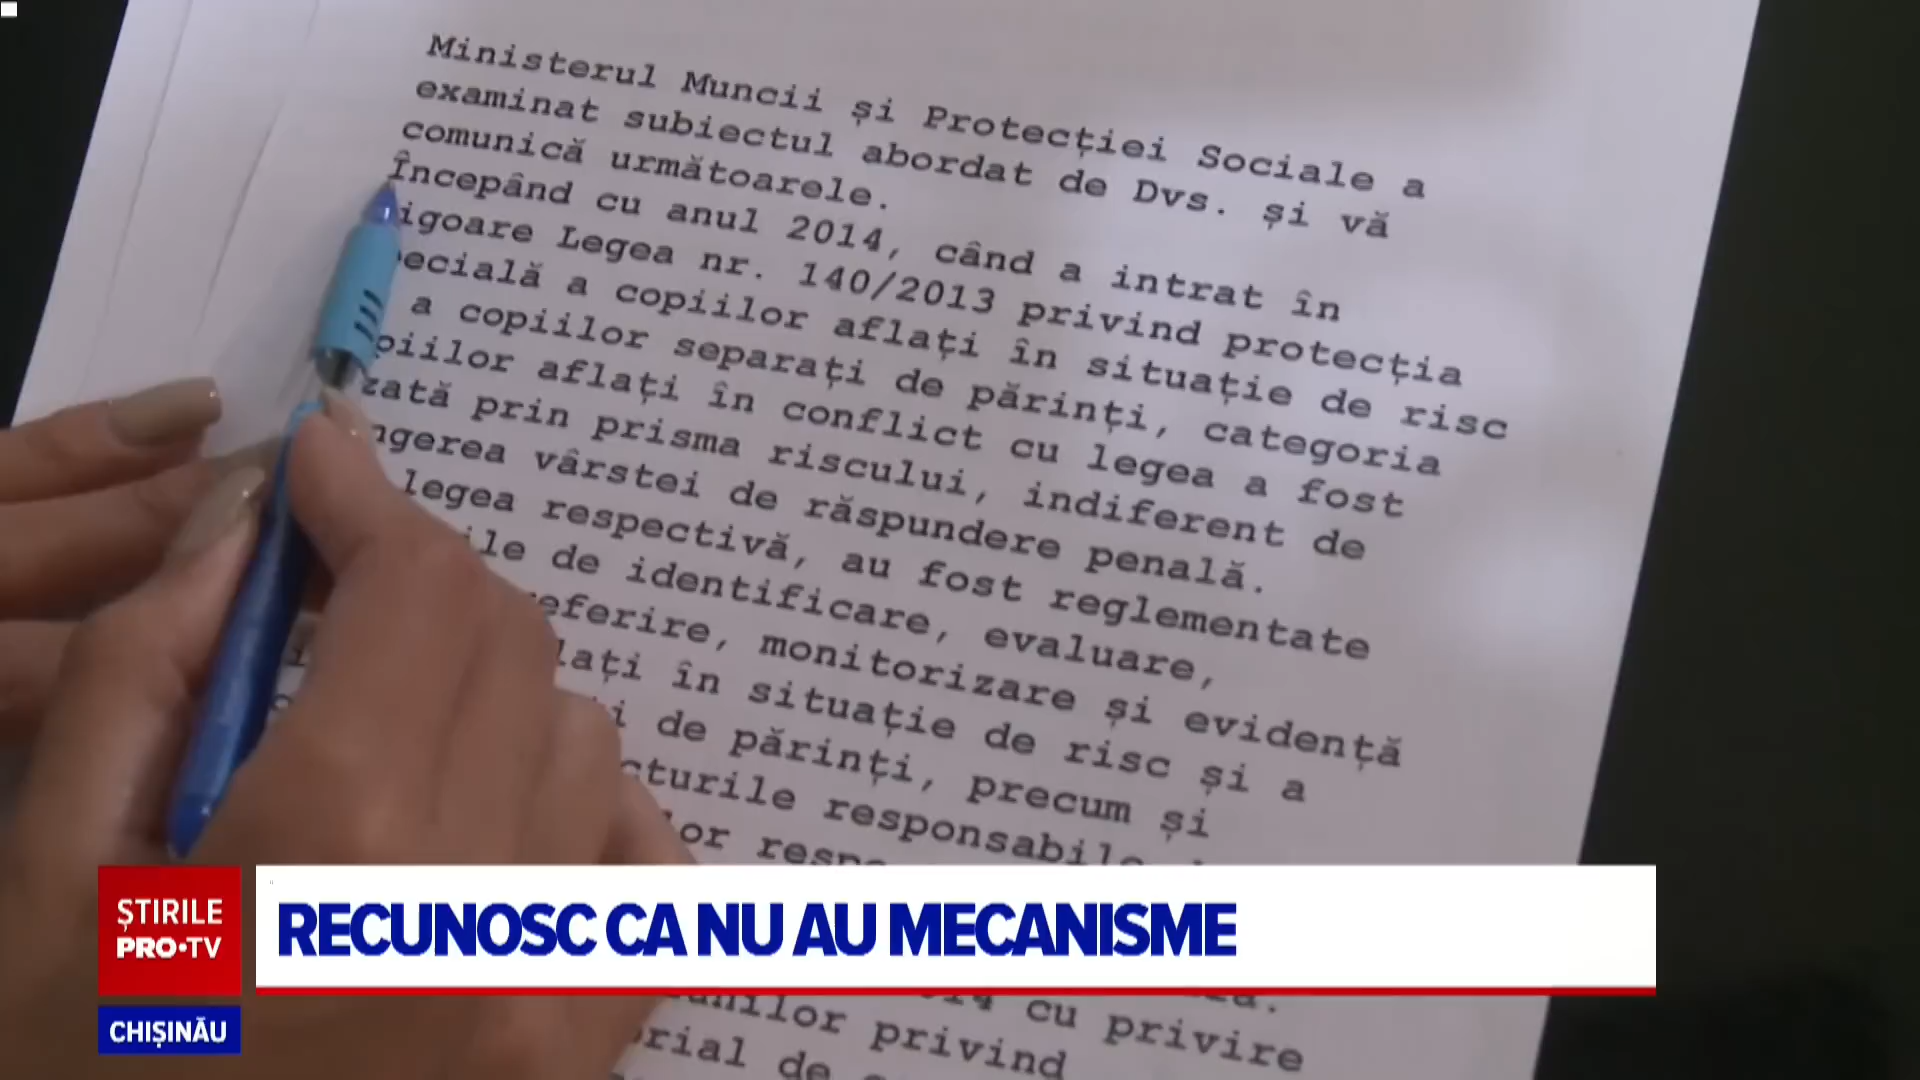 Ministerul Muncii și Protecției Sociale a
examinat subiectul abordat de Dvs. și vă
comunică următoarele.
Începând cu anul 2014, când a intrat în
igoare Legea nr. 140/2013 privind protecția
pecială a copiilor aflați în situație de risc
a copiilor separați de părinți, categoria
piilor aflați în conflict cu legea a fost
zată prin prisma riscului, indiferent de
ngerea vârstei de răspundere penală.
legea respectivă, au fost reglementate
ile de identificare, evaluare,
eferire, monitorizare și evidență
lați în situație de risc și a
i de părinți, precum și
cturile responsabile
lor resp
ȘTIRILE
PRO•TV
CHIȘINĂU
RECUNOSC CA NU AU MECANISME
cu privire
anilor privind
rial de